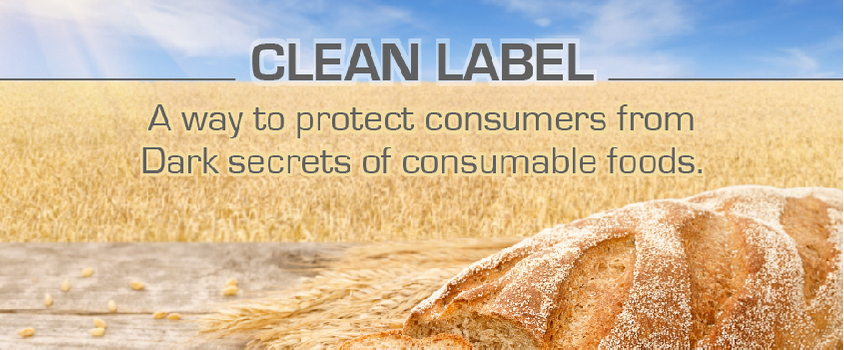 CLEAN LABEL
A way to protect consumers from
Dark secrets of consumable foods.